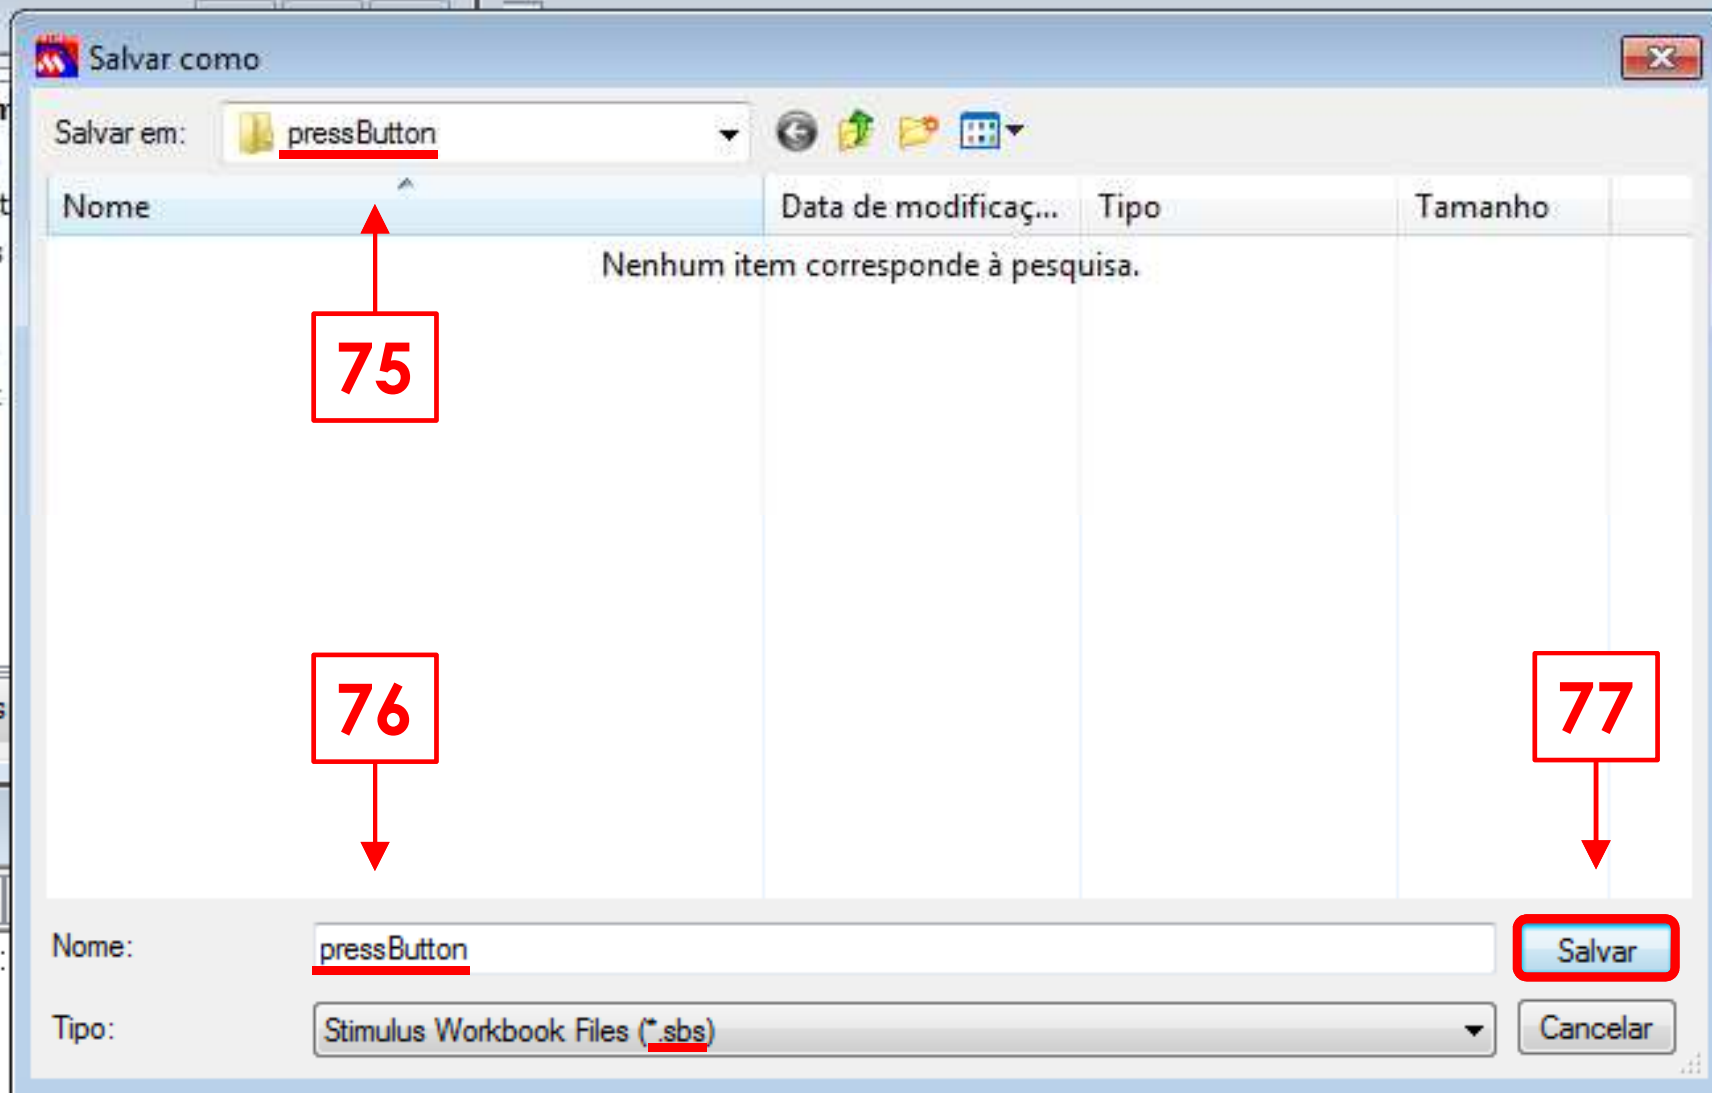 Salvar como
Salvar em: pressButton
Nome Data de modificaç... Tipo Tamanho
Nenhum item corresponde à pesquisa.
75
76
77
Nome: pressButton Salvar
Tipo: Stimulus Workbook Files (*.sbs) Cancelar